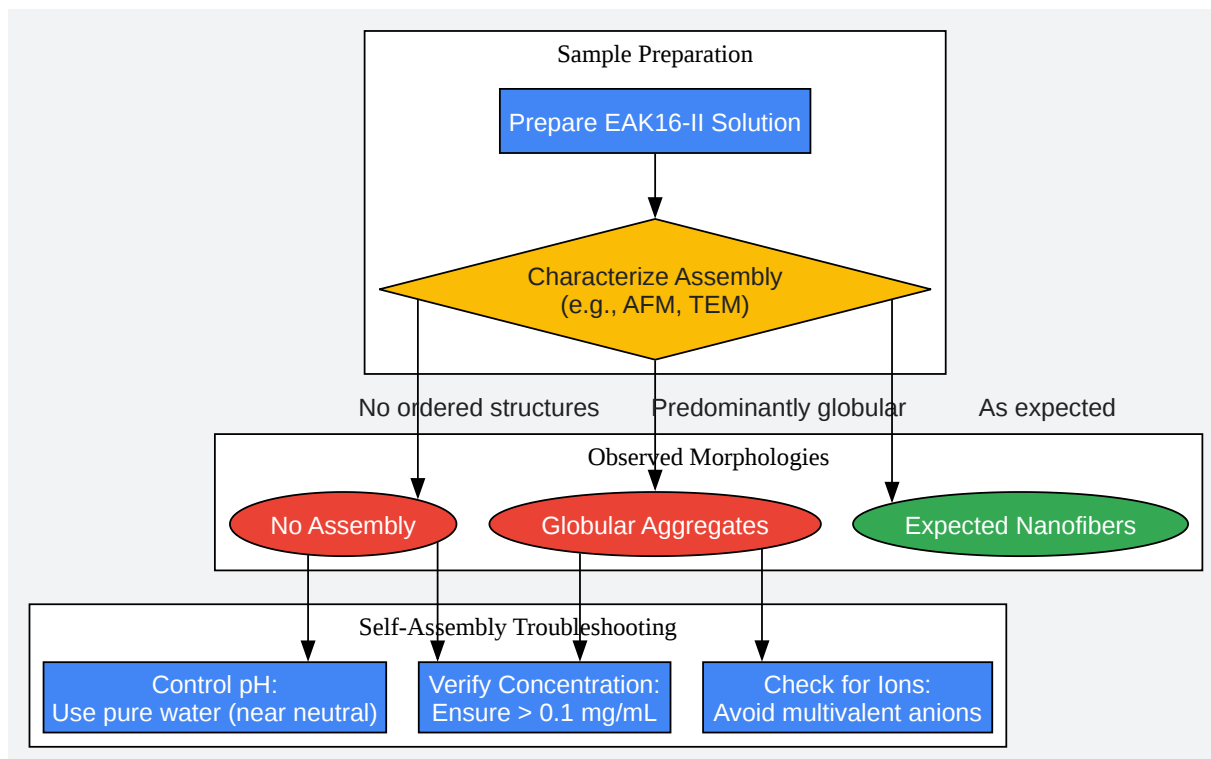 Sample Preparation
Prepare EAK16-II Solution
Characterize Assembly
(e.g., AFM, TEM)
No ordered structures
Predominantly globular
As expected
Observed Morphologies
No Assembly
Globular Aggregates
Expected Nanofibers
Self-Assembly Troubleshooting
Control pH:
Use pure water (near neutral)
Verify Concentration:
Ensure > 0.1 mg/mL
Check for Ions:
Avoid multivalent anions